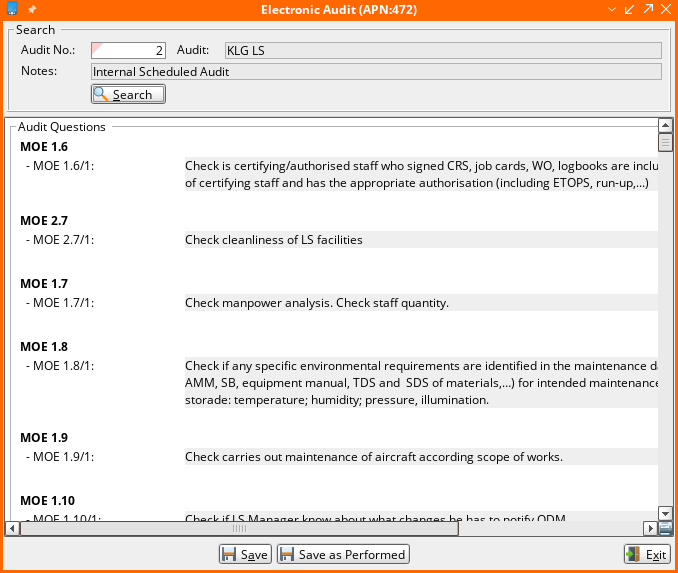 Electronic Audit (APN:472)
Search
Audit No.: 2 Audit: KLG LS
Notes: Internal Scheduled Audit
Search
Audit Questions
MOE 1.6
- MOE 1.6/1: Check is certifying/authorised staff who signed CRS, job cards, WO, logbooks are inclu
of certifying staff and has the appropriate authorisation (including ETOPS, run-up,...)
MOE 2.7
- MOE 2.7/1: Check cleanliness of LS facilities
MOE 1.7
- MOE 1.7/1: Check manpower analysis. Check staff quantity.
MOE 1.8
- MOE 1.8/1: Check if any specific environmental requirements are identified in the maintenance da
AMM, SB, equipment manual, TDS and  SDS of materials,...) for intended maintenance
storade: temperature; humidity; pressure, illumination.
MOE 1.9
- MOE 1.9/1: Check carries out maintenance of aircraft according scope of works.
MOE 1.10
- MOE 1.10/1: Check if LS Manager know about what changes he has to notify QDM
Save Save as Performed Exit